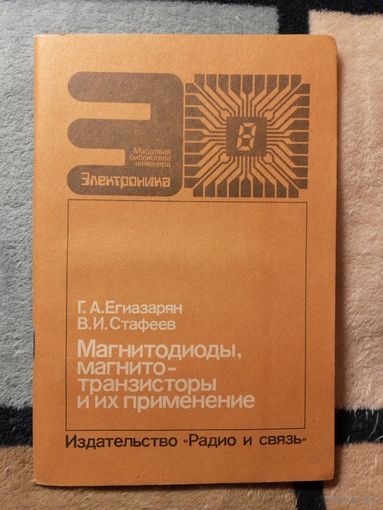 Массовая
библиотека
инженера
Электроника
Г. А. Егиазарян
В. И. Стафеев
Магнитодиоды,
магнито-
транзисторы
и их применение
Издательство «Радио и связь»